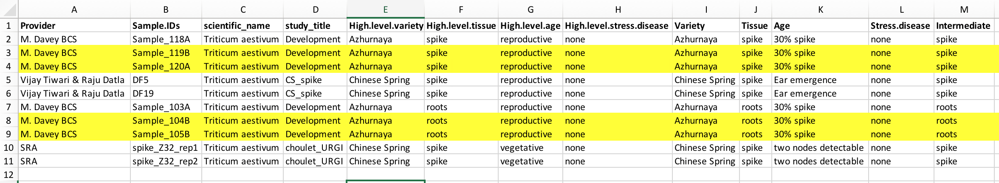 A B C D E F G H I J K L M
1 Provider Sample.IDs scientific_name study_title High.level.variety High.level.tissue High.level.age High.level.stress.disease Variety Tissue Age Stress.disease Intermediate
2 M. Davey BCS Sample_118A Triticum aestivum Development Azhurnaya spike reproductive none Azhurnaya spike 30% spike none spike
3 M. Davey BCS Sample_119B Triticum aestivum Development Azhurnaya spike reproductive none Azhurnaya spike 30% spike none spike
4 M. Davey BCS Sample_120A Triticum aestivum Development Azhurnaya spike reproductive none Azhurnaya spike 30% spike none spike
5 Vijay Tiwari & Raju Datla DF5 Triticum aestivum CS_spike Chinese Spring spike reproductive none Chinese Spring spike Ear emergence none spike
6 Vijay Tiwari & Raju Datla DF19 Triticum aestivum CS_spike Chinese Spring spike reproductive none Chinese Spring spike Ear emergence none spike
7 M. Davey BCS Sample_103A Triticum aestivum Development Azhurnaya roots reproductive none Azhurnaya roots 30% spike none roots
8 M. Davey BCS Sample_104B Triticum aestivum Development Azhurnaya roots reproductive none Azhurnaya roots 30% spike none roots
9 M. Davey BCS Sample_105B Triticum aestivum Development Azhurnaya roots reproductive none Azhurnaya roots 30% spike none roots
10 SRA spike_Z32_rep1 Triticum aestivum choulet_URGI Chinese Spring spike vegetative none Chinese Spring spike two nodes detectable none spike
11 SRA spike_Z32_rep2 Triticum aestivum choulet_URGI Chinese Spring spike vegetative none Chinese Spring spike two nodes detectable none spike
12